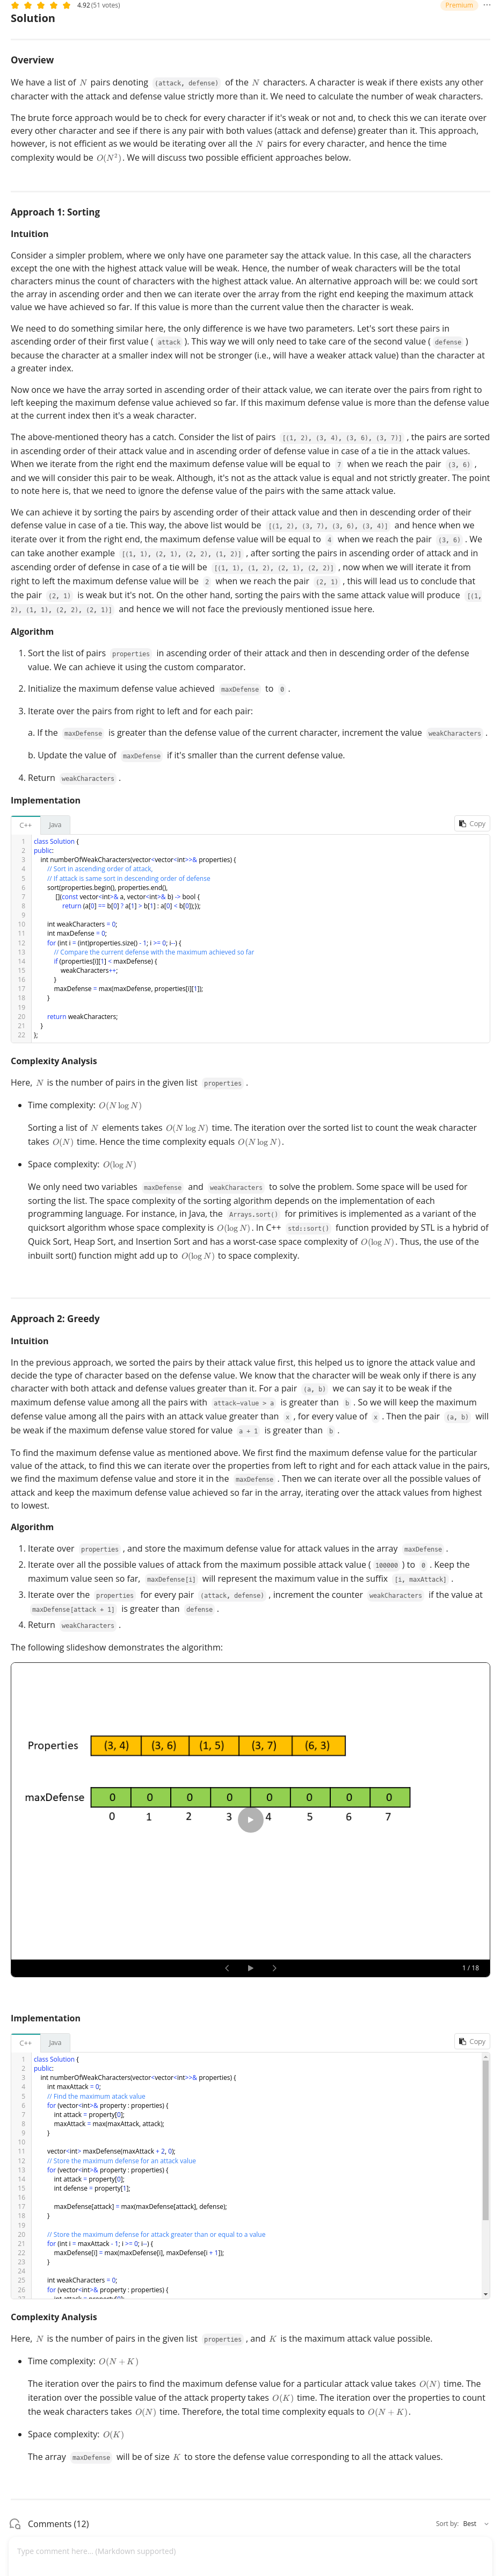 4.92 (51 votes)
Premium
Solution
Overview
We have a list of N pairs denoting (attack, defense) of the N characters. A character is weak if there exists any other
character with the attack and defense value strictly more than it. We need to calculate the number of weak characters.
The brute force approach would be to check for every character if it's weak or not, to check this we can iterate over
every other character and see if there is any pair with both values (attack and defense) greater than it. This approach,
however, is not efficient as we would be iterating over all the N pairs for every character, and hence the time
complexity would be O(N²). We will discuss two possible efficient approaches below.
Approach 1: Sorting
Intuition
Consider a simpler problem, where we only have one parameter say the attack value. In this case, all the characters
except the one with the highest attack value will be weak. Hence, the number of weak characters will be the total
characters minus the count of characters with the highest attack value. An alternative approach will be: we could sort
the array in ascending order and then we can iterate over the array from the right end keeping the maximum attack
value we have achieved so far. If this value is more than the current value then the character is weak.
We need to do something similar here, the only difference is we have two parameters. Let's sort these pairs in
ascending order of their first value ( attack ). This way we will only need to take care of the second value ( defense )
because the character at a smaller index will not be stronger (i.e., will have a weaker attack value) than the character at
a greater index.
Now once we have the array sorted in ascending order of their attack value, we can iterate over the pairs from right to
left keeping the maximum defense value achieved so far. If this maximum defense value is more than the defense value
at the current index then it's a weak character.
The above-mentioned theory has a catch. Consider the list of pairs [(1, 2), (3, 4), (3, 6), (3, 7)] , the pairs are sorted
in ascending order of their attack value and in ascending order of defense value in case of a tie in the attack values.
When we iterate from the right end the maximum defense value will be equal to 7 when we reach the pair (3, 6) ,
and we will consider this pair to be weak. Although, it's not as the attack value is equal and not strictly greater. The point
to note here is, that we need to ignore the defense value of the pairs with the same attack value.
We can achieve it by sorting the pairs by ascending order of their attack value and then in descending order of their
defense value in case of a tie. This way, the above list would be [(1, 2), (3, 7), (3, 6), (3, 4)] and hence when we
iterate over it from the right end, the maximum defense value will be equal to 4 when we reach the pair (3, 6) . We
can take another example [(1, 1), (2, 1), (2, 2), (1, 2)] , after sorting the pairs in ascending order of attack and in
ascending order of defense in case of a tie will be [(1, 1), (1, 2), (2, 1), (2, 2)] , now when we will iterate it from
right to left the maximum defense value will be 2 when we reach the pair (2, 1) , this will lead us to conclude that
the pair (2, 1) is weak but it's not. On the other hand, sorting the pairs with the same attack value will produce [(1,
2), (1, 1), (2, 2), (2, 1)] and hence we will not face the previously mentioned issue here.
Algorithm
1. Sort the list of pairs properties in ascending order of their attack and then in descending order of the defense
value. We can achieve it using the custom comparator.
2. Initialize the maximum defense value achieved maxDefense to 0 .
3. Iterate over the pairs from right to left and for each pair:
a. If the maxDefense is greater than the defense value of the current character, increment the value weakCharacters .
b. Update the value of maxDefense if it's smaller than the current defense value.
4. Return weakCharacters .
Implementation
C++ Java Copy
1 class Solution {
2 public:
3 int numberOfWeakCharacters(vector<vector<int>>& properties) {
4 // Sort in ascending order of attack,
5 // If attack is same sort in descending order of defense
6 sort(properties.begin(), properties.end(),
7 [](const vector<int>& a, vector<int>& b) -> bool {
8 return (a[0] == b[0] ? a[1] > b[1] : a[0] < b[0]);});
9
10 int weakCharacters = 0;
11 int maxDefense = 0;
12 for (int i = (int)properties.size() - 1; i >= 0; i--) {
13 // Compare the current defense with the maximum achieved so far
14 if (properties[i][1] < maxDefense) {
15 weakCharacters++;
16 }
17 maxDefense = max(maxDefense, properties[i][1]);
18 }
19
20 return weakCharacters;
21 }
22 };
Complexity Analysis
Here, N is the number of pairs in the given list properties .
• Time complexity: O(N log N)
Sorting a list of N elements takes O(N log N) time. The iteration over the sorted list to count the weak character
takes O(N) time. Hence the time complexity equals O(N log N).
• Space complexity: O(log N)
We only need two variables maxDefense and weakCharacters to solve the problem. Some space will be used for
sorting the list. The space complexity of the sorting algorithm depends on the implementation of each
programming language. For instance, in Java, the Arrays.sort() for primitives is implemented as a variant of the
quicksort algorithm whose space complexity is O(log N). In C++ std::sort() function provided by STL is a hybrid of
Quick Sort, Heap Sort, and Insertion Sort and has a worst-case space complexity of O(log N). Thus, the use of the
inbuilt sort() function might add up to O(log N) to space complexity.
Approach 2: Greedy
Intuition
In the previous approach, we sorted the pairs by their attack value first, this helped us to ignore the attack value and
decide the type of character based on the defense value. We know that the character will be weak only if there is any
character with both attack and defense values greater than it. For a pair (a, b) we can say it to be weak if the
maximum defense value among all the pairs with attack-value > a is greater than b . So we will keep the maximum
defense value among all the pairs with an attack value greater than x , for every value of x . Then the pair (a, b) will
be weak if the maximum defense value stored for value a + 1 is greater than b .
To find the maximum defense value as mentioned above. We first find the maximum defense value for the particular
value of the attack, to find this we can iterate over the properties from left to right and for each attack value in the pairs,
we find the maximum defense value and store it in the maxDefense . Then we can iterate over all the possible values of
attack and keep the maximum defense value achieved so far in the array, iterating over the attack values from highest
to lowest.
Algorithm
1. Iterate over properties , and store the maximum defense value for attack values in the array maxDefense .
2. Iterate over all the possible values of attack from the maximum possible attack value ( 100000 ) to 0 . Keep the
maximum value seen so far, maxDefense[i] will represent the maximum value in the suffix [i, maxAttack] .
3. Iterate over the properties for every pair (attack, defense) , increment the counter weakCharacters if the value at
maxDefense[attack + 1] is greater than defense .
4. Return weakCharacters .
The following slideshow demonstrates the algorithm:
Properties (3, 4) (3, 6) (1, 5) (3, 7) (6, 3)
maxDefense 0 0 0 0 0 0 0 0
0 1 2 3 4 5 6 7
1 / 18
Implementation
C++ Java Copy
1 class Solution {
2 public:
3 int numberOfWeakCharacters(vector<vector<int>>& properties) {
4 int maxAttack = 0;
5 // Find the maximum atack value
6 for (vector<int>& property : properties) {
7 int attack = property[0];
8 maxAttack = max(maxAttack, attack);
9 }
10
11 vector<int> maxDefense(maxAttack + 2, 0);
12 // Store the maximum defense for an attack value
13 for (vector<int>& property : properties) {
14 int attack = property[0];
15 int defense = property[1];
16
17 maxDefense[attack] = max(maxDefense[attack], defense);
18 }
19
20 // Store the maximum defense for attack greater than or equal to a value
21 for (int i = maxAttack - 1; i >= 0; i--) {
22 maxDefense[i] = max(maxDefense[i], maxDefense[i + 1]);
23 }
24
25 int weakCharacters = 0;
26 for (vector<int>& property : properties) {
Complexity Analysis
Here, N is the number of pairs in the given list properties , and K is the maximum attack value possible.
• Time complexity: O(N + K)
The iteration over the pairs to find the maximum defense value for a particular attack value takes O(N) time. The
iteration over the possible value of the attack property takes O(K) time. The iteration over the properties to count
the weak characters takes O(N) time. Therefore, the total time complexity equals to O(N + K).
• Space complexity: O(K)
The array maxDefense will be of size K to store the defense value corresponding to all the attack values.
Comments (12)
Sort by: Best
Type comment here... (Markdown supported)